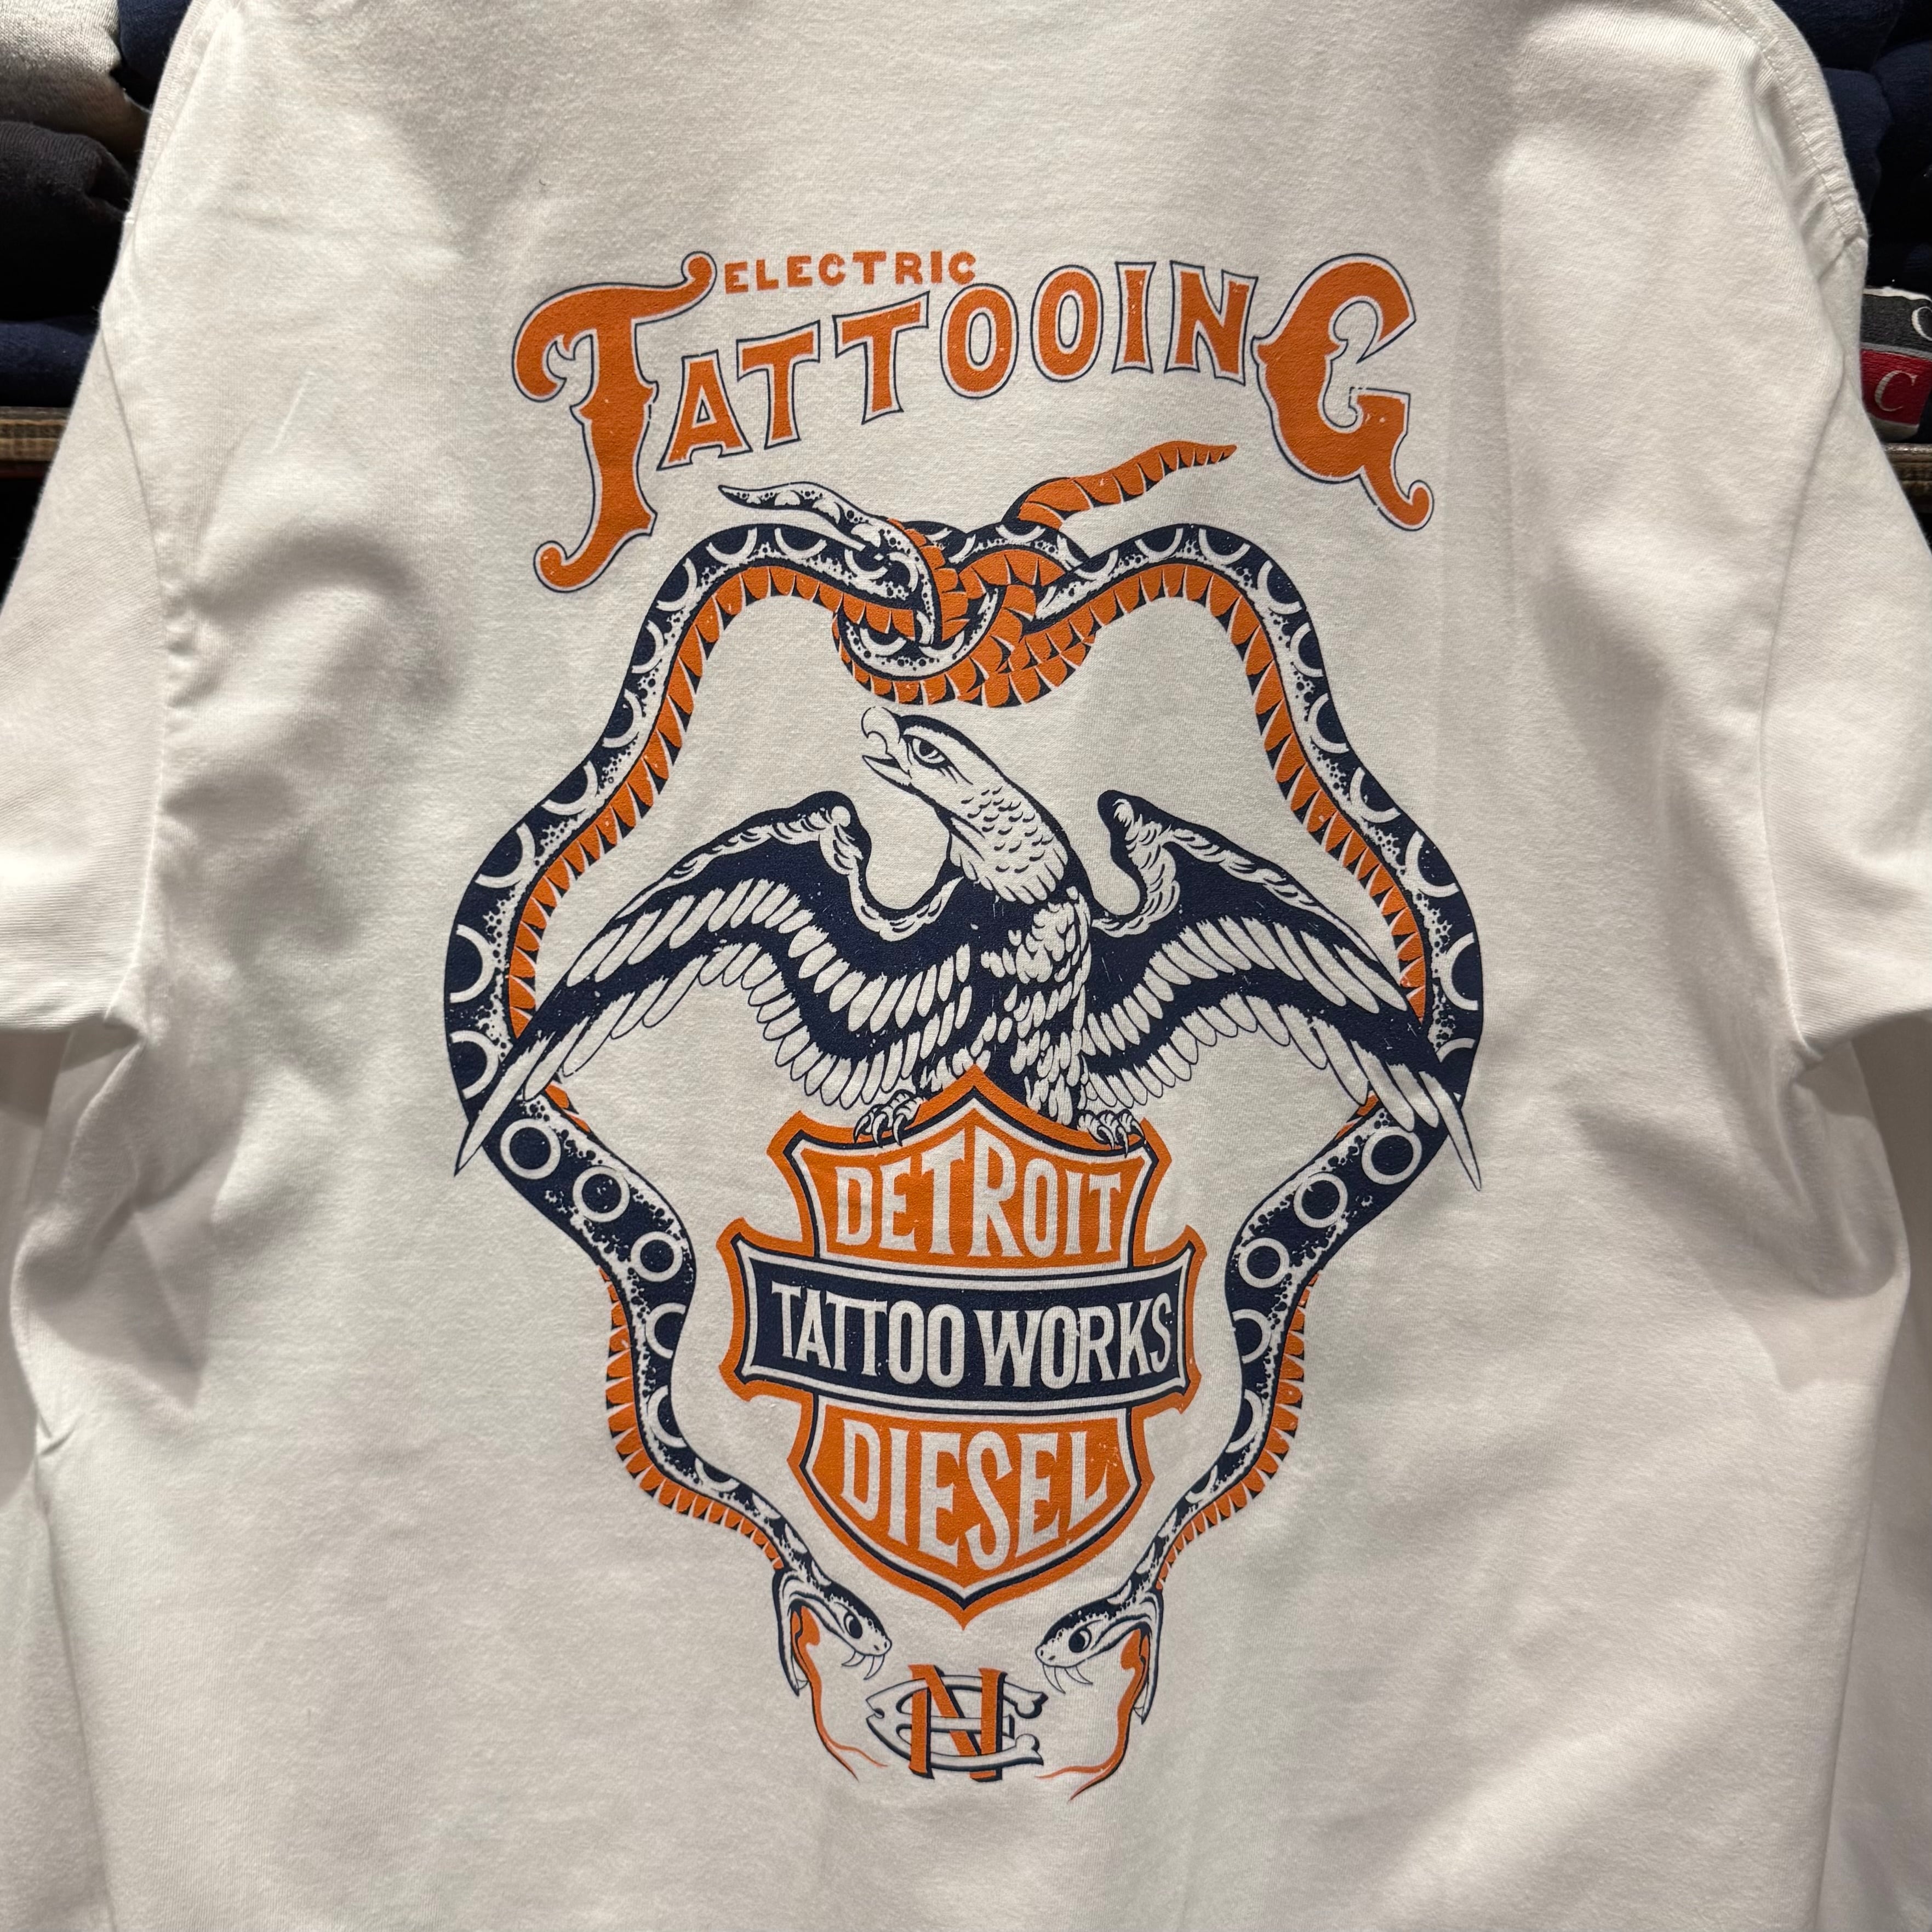 ELECTRIC
TATTOOING
DETROIT
TATTOO WORKS
DIESEL
C